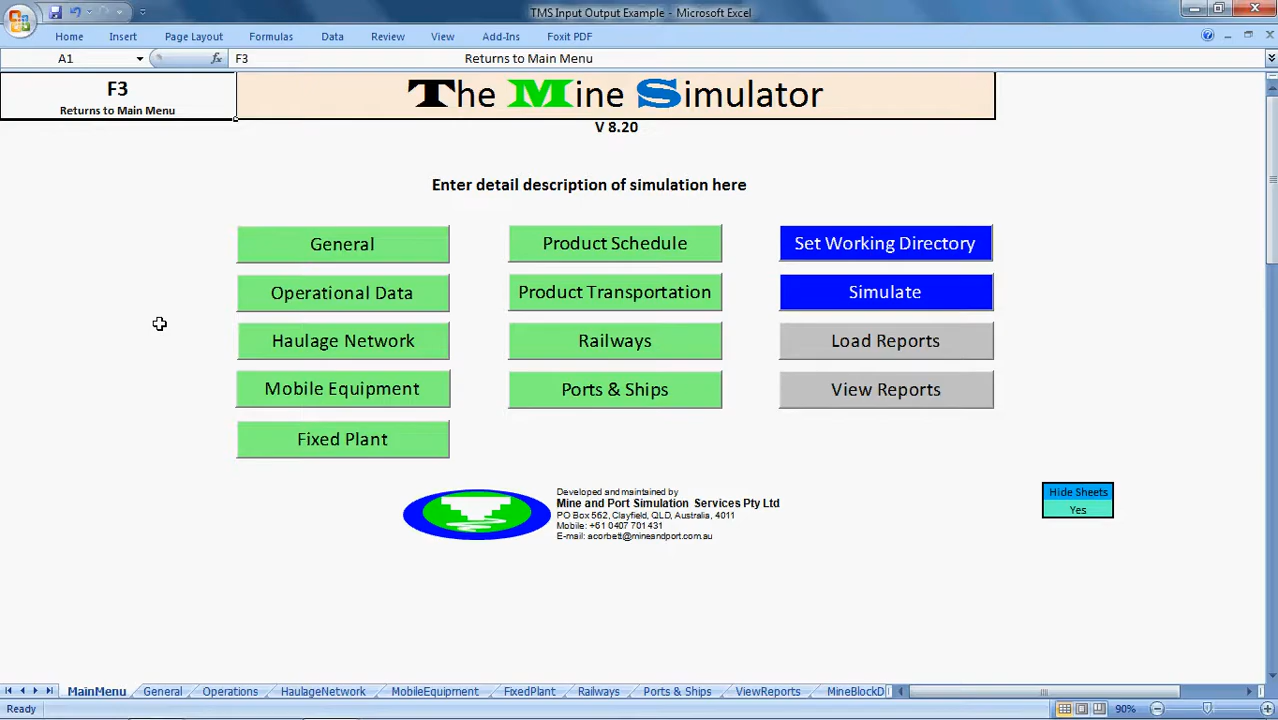 TMS Input Output Example - Microsoft Excel
Home Insert Page Layout Formulas Data Review View Add-Ins Foxit PDF
A1 fx F3 Returns to Main Menu
F3
Returns to Main Menu
The Mine Simulator
V 8.20
Enter detail description of simulation here
General Product Schedule Set Working Directory
Operational Data Product Transportation Simulate
Haulage Network Railways Load Reports
Mobile Equipment Ports & Ships View Reports
Fixed Plant
Developed and maintained by
Mine and Port Simulation Services Pty Ltd
PO Box 562, Clayfield, QLD, Australia, 4011
Mobile: +61 0407 701 431
E-mail: acorbett@mineandport.com.au
Hide Sheets
Yes
MainMenu General Operations HaulageNetwork MobileEquipment FixedPlant Railways Ports & Ships ViewReports MineBlockD
Ready 90%